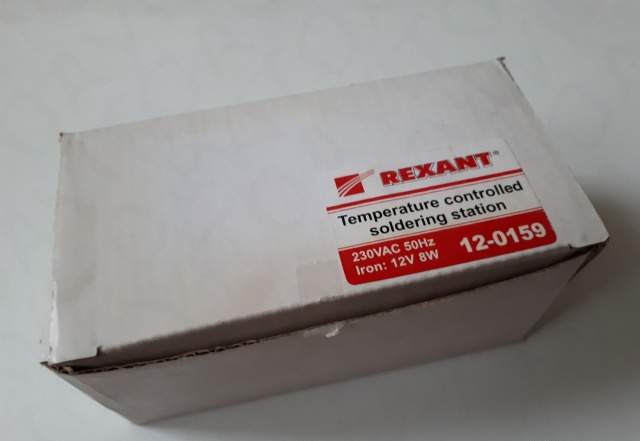 REXANT®
Temperature controlled
soldering station
230VAC 50Hz
Iron: 12V 8W
12-0159